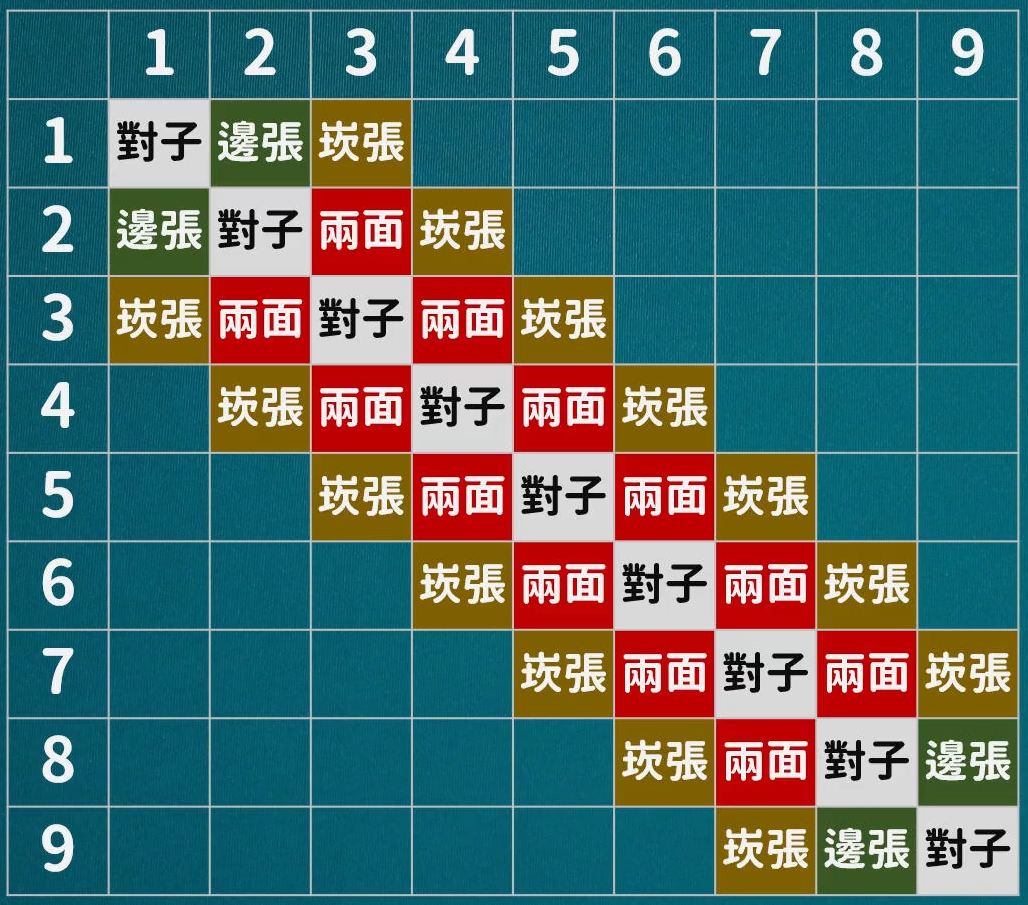 1 2 3 4 5 6 7 8 9
1 對子 邊張 崁張
2 邊張 對子 兩面 崁張
3 崁張 兩面 對子 兩面 崁張
4 崁張 兩面 對子 兩面 崁張
5 崁張 兩面 對子 兩面 崁張
6 崁張 兩面 對子 兩面 崁張
7 崁張 兩面 對子 兩面 崁張
8 崁張 兩面 對子 邊張
9 崁張 邊張 對子